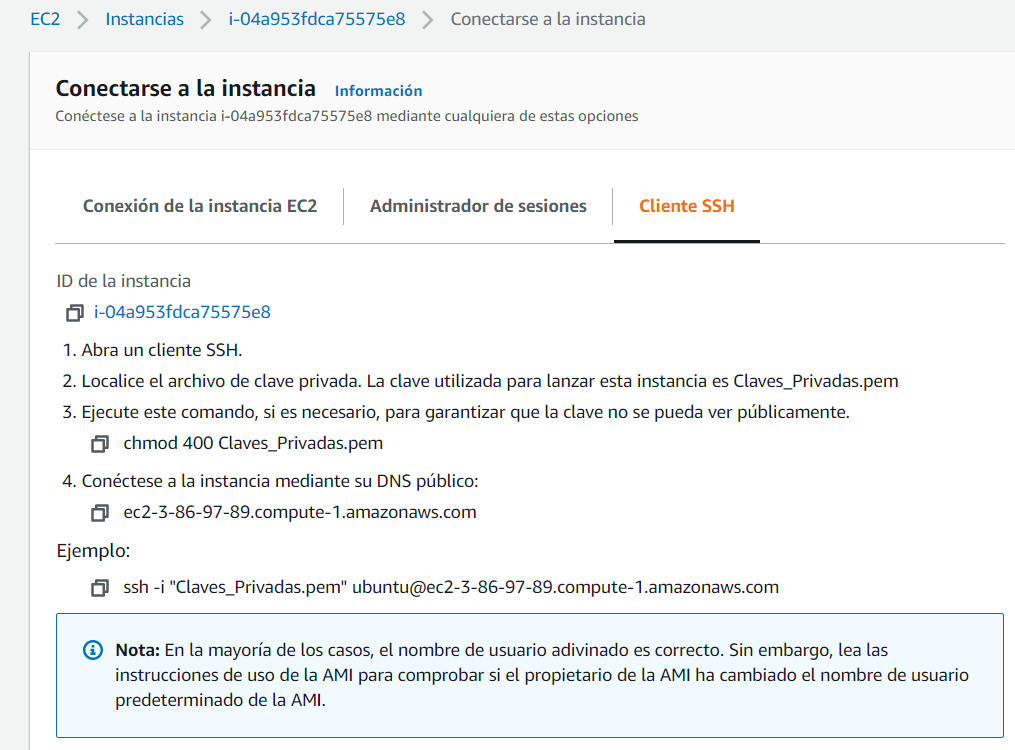 EC2 > Instancias > i-04a953fdca75575e8 > Conectarse a la instancia
Conectarse a la instancia Información
Conéctese a la instancia i-04a953fdca75575e8 mediante cualquiera de estas opciones
Conexión de la instancia EC2 Administrador de sesiones Cliente SSH
ID de la instancia
i-04a953fdca75575e8
1. Abra un cliente SSH.
2. Localice el archivo de clave privada. La clave utilizada para lanzar esta instancia es Claves_Privadas.pem
3. Ejecute este comando, si es necesario, para garantizar que la clave no se pueda ver públicamente.
chmod 400 Claves_Privadas.pem
4. Conéctese a la instancia mediante su DNS público:
ec2-3-86-97-89.compute-1.amazonaws.com
Ejemplo:
ssh -i "Claves_Privadas.pem" ubuntu@ec2-3-86-97-89.compute-1.amazonaws.com
Nota: En la mayoría de los casos, el nombre de usuario adivinado es correcto. Sin embargo, lea las
instrucciones de uso de la AMI para comprobar si el propietario de la AMI ha cambiado el nombre de usuario
predeterminado de la AMI.